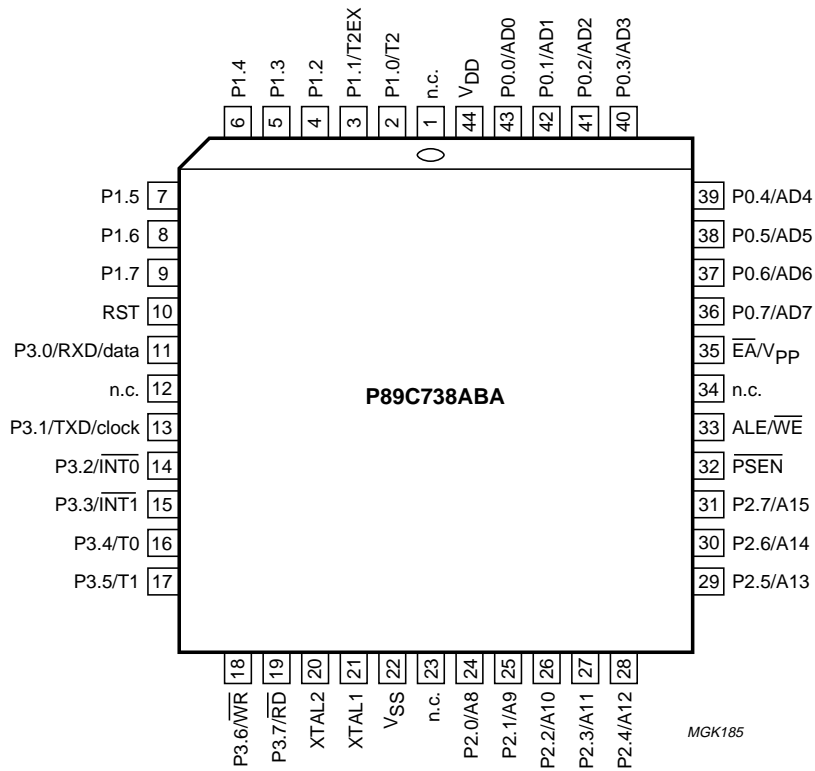 P1.4 P1.3 P1.2 P1.1/T2EX P1.0/T2 n.c. VDD P0.0/AD0 P0.1/AD1 P0.2/AD2 P0.3/AD3
6 5 4 3 2 1 44 43 42 41 40
P1.5 7 39 P0.4/AD4
P1.6 8 38 P0.5/AD5
P1.7 9 37 P0.6/AD6
RST 10 36 P0.7/AD7
P3.0/RXD/data 11 35 E̅A̅/VPP
n.c. 12 P89C738ABA 34 n.c.
P3.1/TXD/clock 13 33 ALE/W̅E̅
P3.2/I̅N̅T̅0̅ 14 32 P̅S̅E̅N̅
P3.3/I̅N̅T̅1̅ 15 31 P2.7/A15
P3.4/T0 16 30 P2.6/A14
P3.5/T1 17 29 P2.5/A13
18 19 20 21 22 23 24 25 26 27 28
P3.6/W̅R̅ P3.7/R̅D̅ XTAL2 XTAL1 VSS n.c. P2.0/A8 P2.1/A9 P2.2/A10 P2.3/A11 P2.4/A12
MGK185